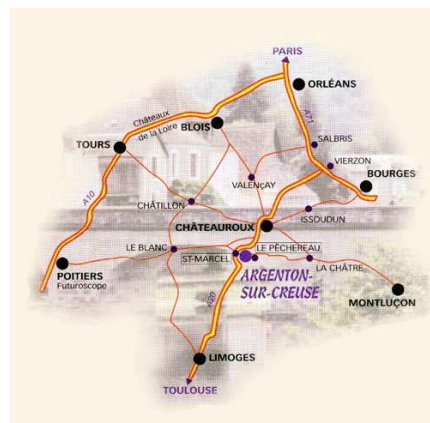 PARIS
ORLÉANS
Châteaux
de la Loire
BLOIS
A71
TOURS
SALBRIS
VIERZON
BOURGES
VALENÇAY
A10
CHÂTILLON
ISSOUDUN
CHÂTEAUROUX
LE BLANC
LE PÊCHEREAU
ST-MARCEL
LA CHÂTRE
POITIERS
Futuroscope
ARGENTON-
SUR-CREUSE
MONTLUÇON
A20
LIMOGES
TOULOUSE